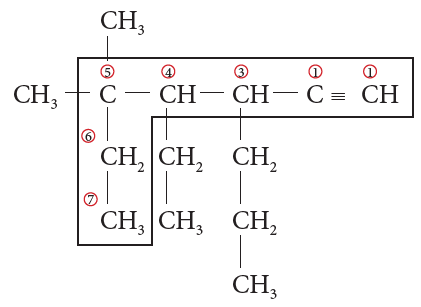 CH₃
⑤ ④ ③ ① ①
CH₃ — C — CH — CH — C ≡ CH
⑥
CH₂ CH₂ CH₂
⑦
CH₃ CH₃ CH₂
CH₃